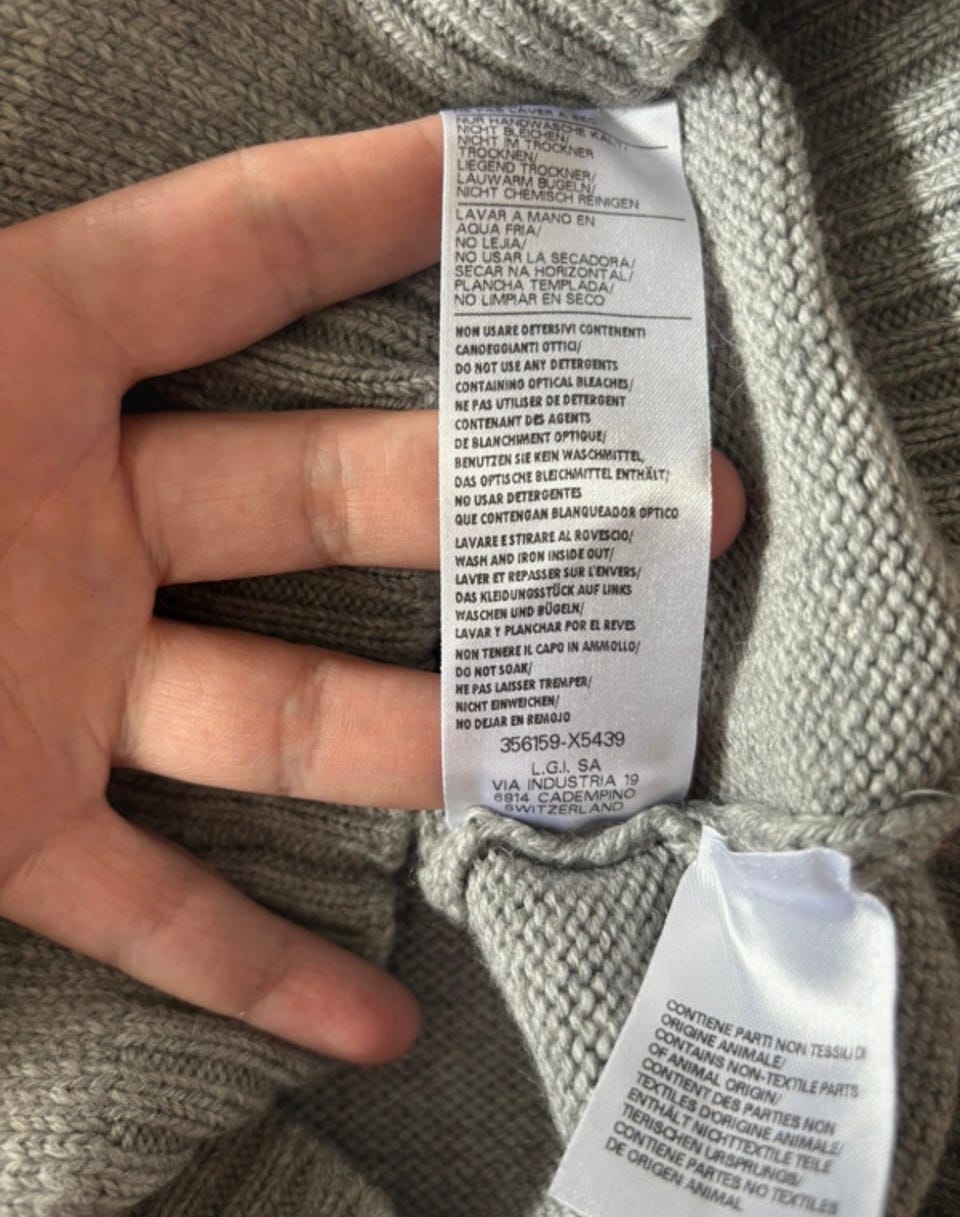 NE PAS LAVER A SEC
NUR HANDWASCHE KALT/
NICHT BLEICHEN/
NICHT IM TROCKNER
TROCKNEN/
LIEGEND TROCKNER/
LAUWARM BUGELN/
NICHT CHEMISCH REINIGEN
LAVAR A MANO EN
AQUA FRIA/
NO LEJIA/
NO USAR LA SECADORA/
SECAR NA HORIZONTAL/
PLANCHA TEMPLADA/
NO LIMPIAR EN SECO
NON USARE DETERSIVI CONTENENTI
CANDEGGIANTI OTTICI/
DO NOT USE ANY DETERGENTS
CONTAINING OPTICAL BLEACHES/
NE PAS UTILISER DE DETERGENT
CONTENANT DES AGENTS
DE BLANCHIMENT OPTIQUE/
BENUTZEN SIE KEIN WASCHMITTEL,
DAS OPTISCHE BLEICHMITTEL ENTHÄLT/
NO USAR DETERGENTES
QUE CONTENGAN BLANQUEADOR OPTICO
LAVARE E STIRARE AL ROVESCIO/
WASH AND IRON INSIDE OUT/
LAVER ET REPASSER SUR L'ENVERS/
DAS KLEIDUNGSSTÜCK AUF LINKS
WASCHEN UND BÜGELN/
LAVAR Y PLANCHAR POR EL REVES
NON TENERE IL CAPO IN AMMOLLO/
DO NOT SOAK/
NE PAS LAISSER TREMPER/
NICHT EINWEICHEN/
NO DEJAR EN REMOJO
356159-X5439
L.G.I. SA
VIA INDUSTRIA 19
6814 CADEMPINO
SWITZERLAND
CONTIENE PARTI NON TESSILI DI
ORIGINE ANIMALE/
CONTAINS NON-TEXTILE PARTS
OF ANIMAL ORIGIN/
CONTIENT DES PARTIES NON
TEXTILES D'ORIGINE ANIMALE/
ENTHÄLT NICHTTEXTILE TEILE
TIERISCHEN URSPRUNGS/
CONTIENE PARTES NO TEXTILES
DE ORIGEN ANIMAL